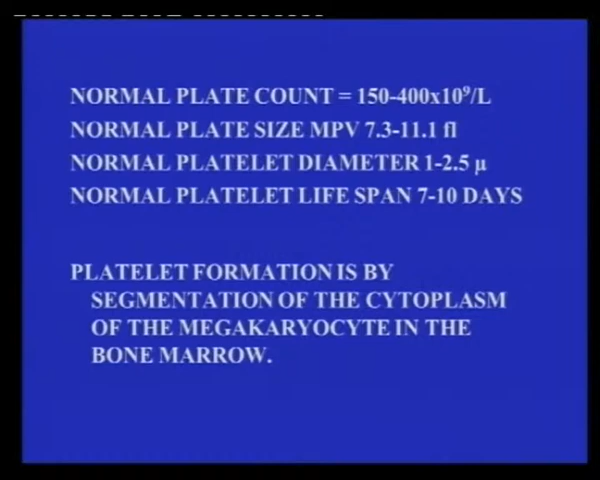 NORMAL PLATE COUNT = 150-400x10⁹/L
NORMAL PLATE SIZE MPV 7.3-11.1 fl
NORMAL PLATELET DIAMETER 1-2.5 µ
NORMAL PLATELET LIFE SPAN 7-10 DAYS
PLATELET FORMATION IS BY
SEGMENTATION OF THE CYTOPLASM
OF THE MEGAKARYOCYTE IN THE
BONE MARROW.